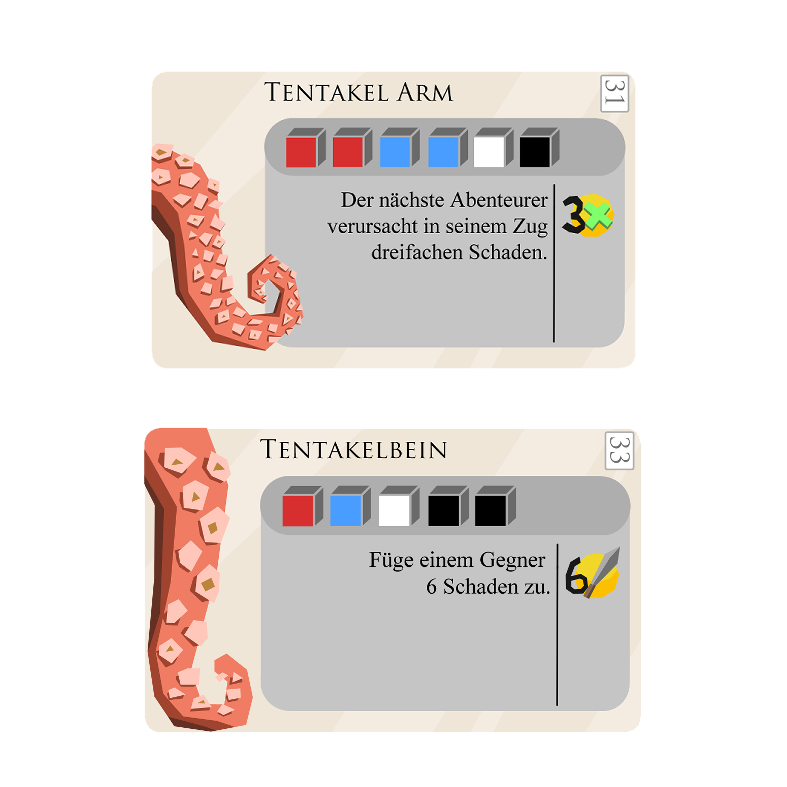 Tentakel Arm
31
Der nächste Abenteurer
verursacht in seinem Zug
dreifachen Schaden.
3x
Tentakelbein
33
Füge einem Gegner
6 Schaden zu.
6